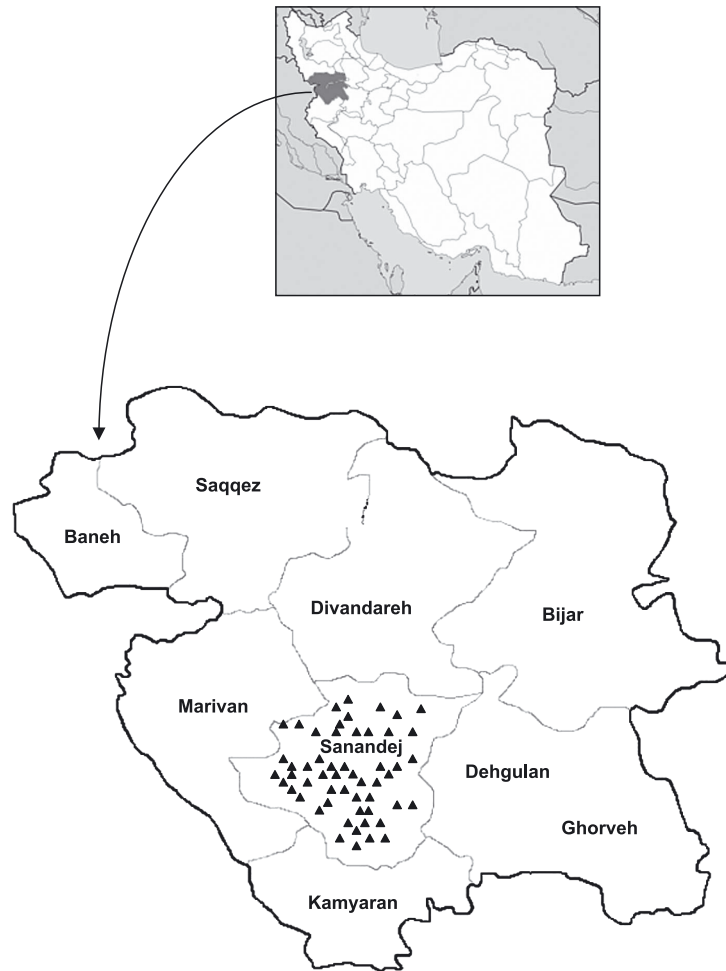 Saqqez
Baneh
Divandareh
Bijar
Marivan
Sanandej
Dehgulan
Ghorveh
Kamyaran